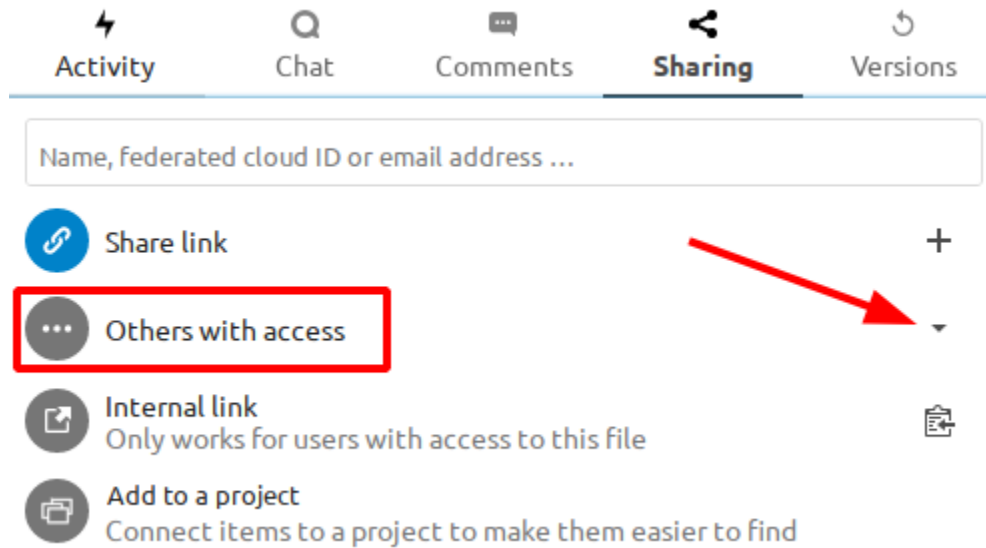 Activity Chat Comments Sharing Versions
Name, federated cloud ID or email address ...
Share link
Others with access
Internal link
Only works for users with access to this file
Add to a project
Connect items to a project to make them easier to find